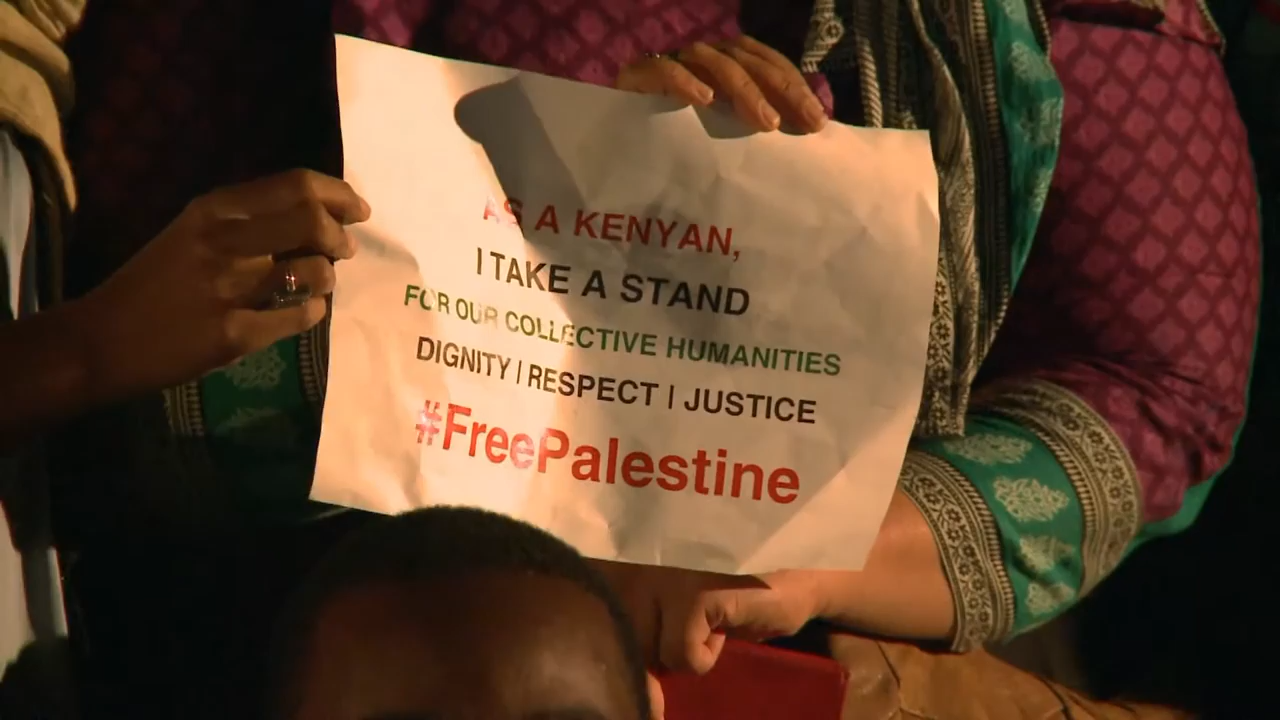 AS A KENYAN,
I TAKE A STAND
FOR OUR COLLECTIVE HUMANITIES
DIGNITY | RESPECT | JUSTICE
#FreePalestine